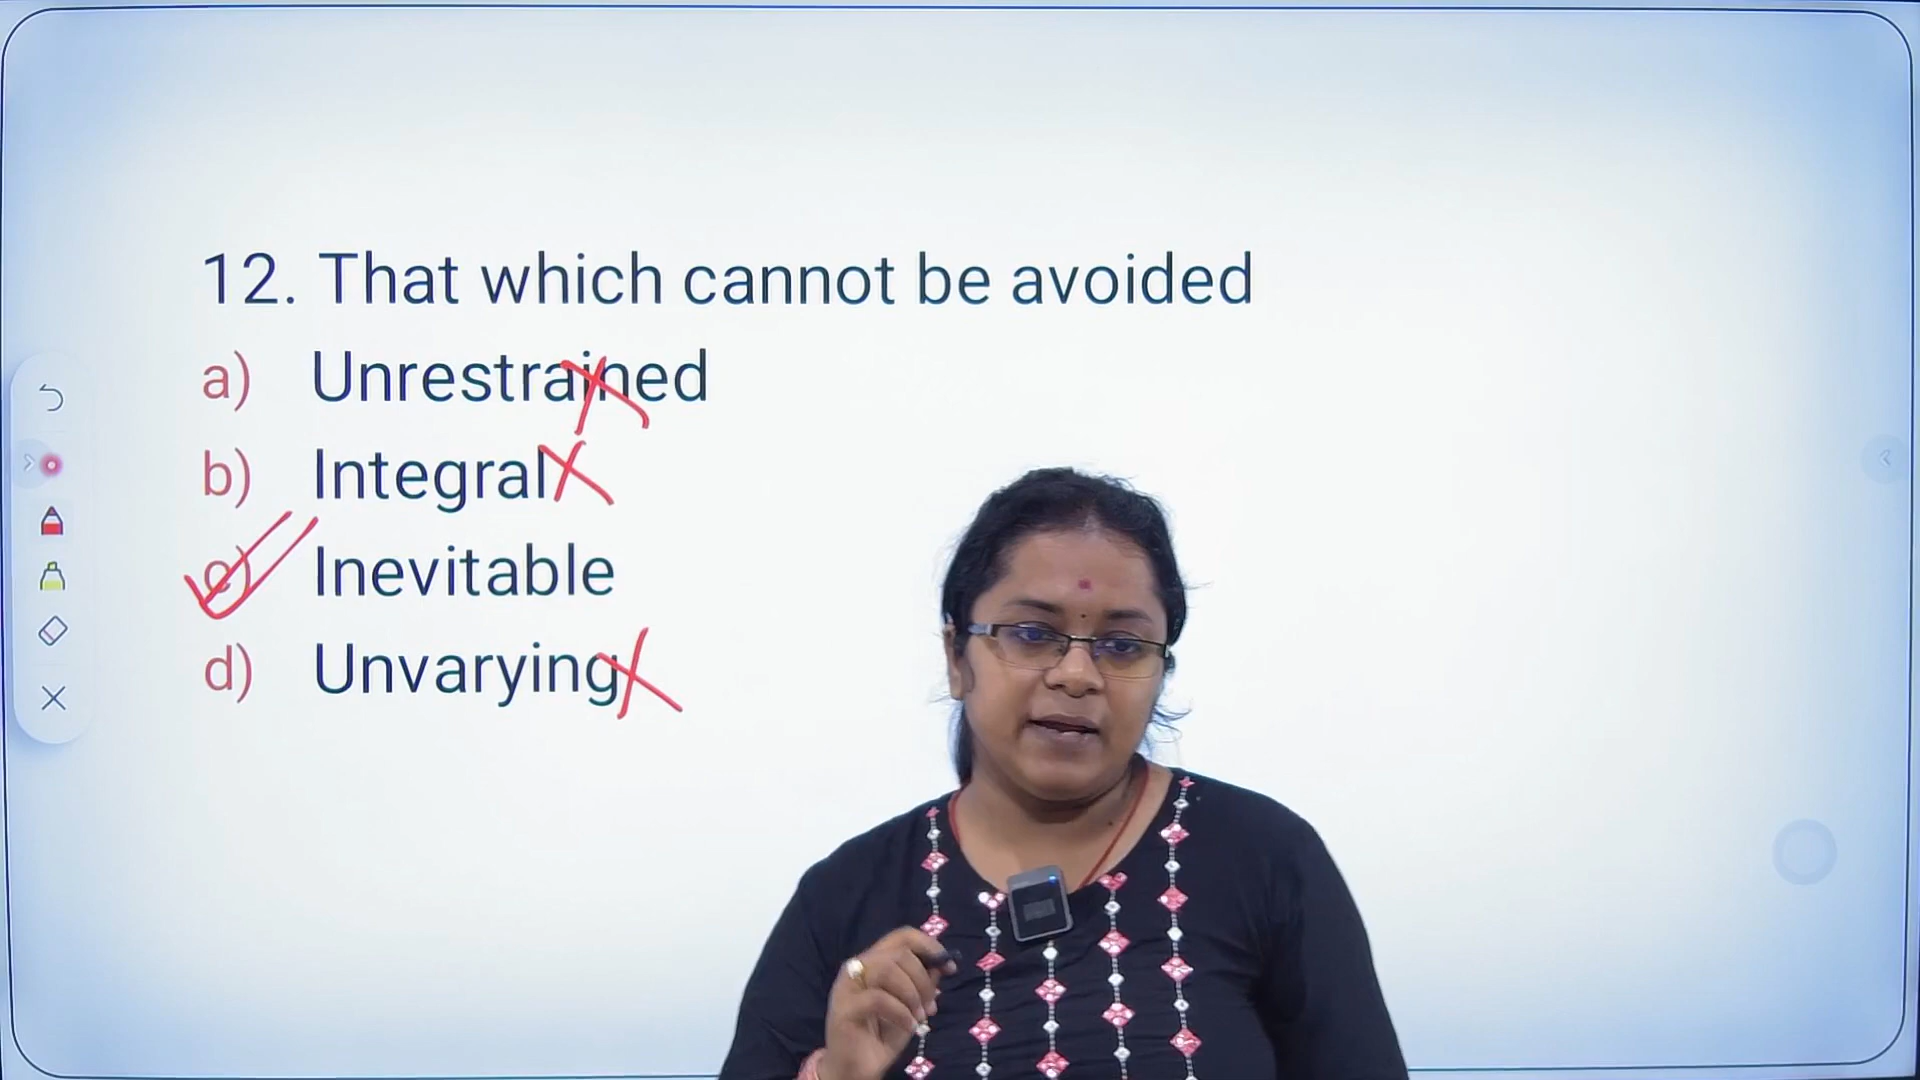 12. That which cannot be avoided
a) Unrestrained
b) Integral
c) Inevitable
d) Unvarying